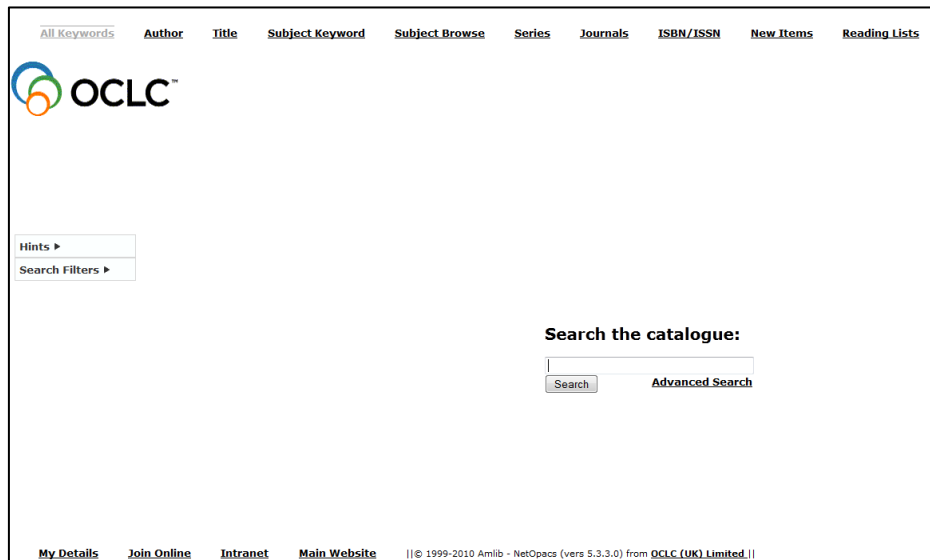 All Keywords Author Title Subject Keyword Subject Browse Series Journals ISBN/ISSN New Items Reading Lists
OCLC™
Hints ▶
Search Filters ▶
Search the catalogue:
Search Advanced Search
My Details Join Online Intranet Main Website ||© 1999-2010 Amlib - NetOpacs (vers 5.3.3.0) from OCLC (UK) Limited ||